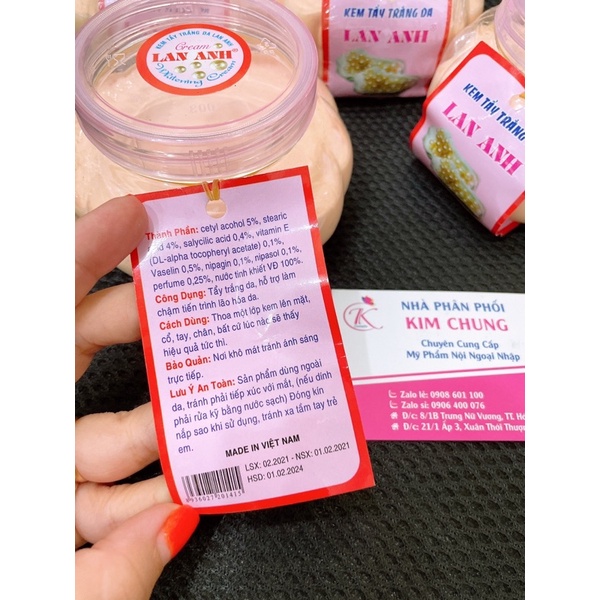 KEM TẨY TRẮNG DA LAN ANH
Cream
LAN ANH
Whitening Cream
KEM TẨY TRẮNG DA
LAN ANH
KEM TẨY TRẮNG
LAN ANH
Thành Phần: cetyl acohol 5%, stearic
acid 4%, salycilic acid 0,4%, vitamin E
(DL-alpha tocopheryl acetate) 0,1%,
Vaselin 0,5%, nipagin 0,1%, nipasol 0,1%,
perfume 0,25%, nước tinh khiết VĐ 100%.
Công Dụng: Tẩy trắng da, hỗ trợ làm
chậm tiến trình lão hóa da.
Cách Dùng: Thoa một lớp kem lên mặt,
cổ, tay, chân, bất cứ lúc nào sẽ thấy
hiệu quả tức thì.
Bảo Quản: Nơi khô mát tránh ánh sáng
trực tiếp.
Lưu Ý An Toàn: Sản phẩm dùng ngoài
da, tránh phải tiếp xúc với mắt, (nếu dính
phải rửa kỹ bằng nước sạch) Đóng kín
nắp sao khi sử dụng, tránh xa tầm tay trẻ
em.
MADE IN VIỆT NAM
LSX: 02.2021 - NSX: 01.02.2021
HSD: 01.02.2024
NHÀ PHÂN PHỐI
KIM CHUNG
Chuyên Cung Cấp
Mỹ Phẩm Nội Ngoại Nhập
Zalo lẻ: 0908 601 100
Zalo sỉ: 0906 400 076
Đ/c: 8/1B Trưng Nữ Vương, TT.
Đ/c: 21/1 Ấp 3, Xuân Thới Thượn